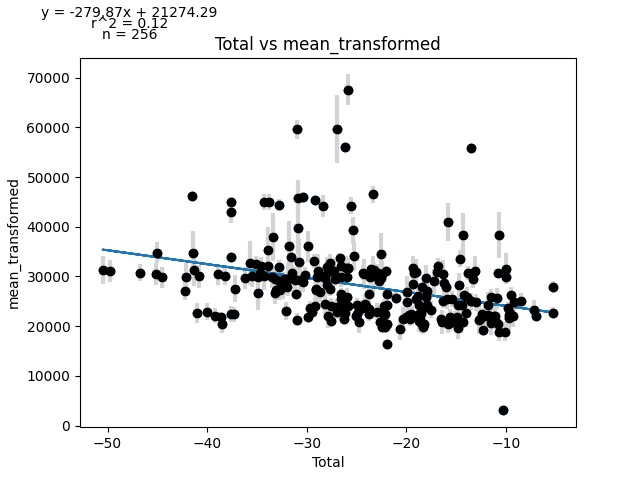 y = -279.87x + 21274.29
r^2 = 0.12
n = 256
Total vs mean_transformed
70000
60000
50000
40000
30000
20000
10000
0
mean_transformed
−50
−40
−30
−20
−10
Total